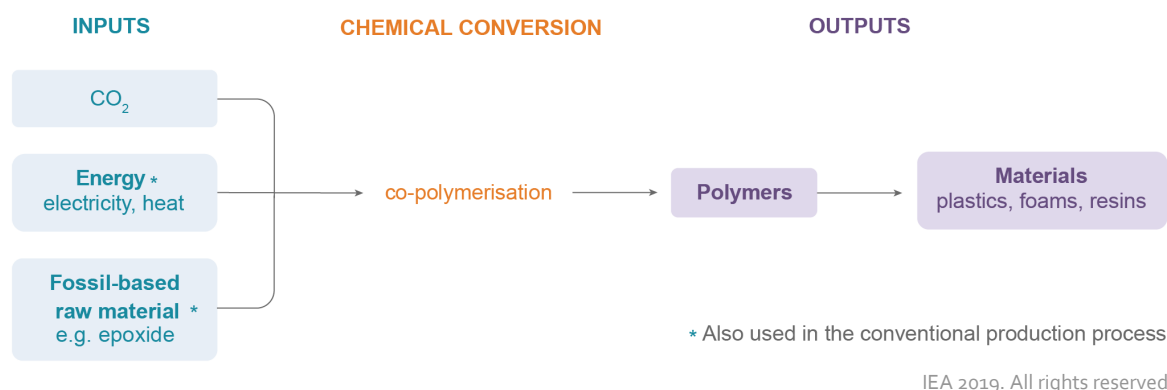 INPUTS
CHEMICAL CONVERSION
OUTPUTS
CO₂
Energy *
electricity, heat
Fossil-based
raw material *
e.g. epoxide
co-polymerisation
Polymers
Materials
plastics, foams, resins
* Also used in the conventional production process
IEA 2019. All rights reserved